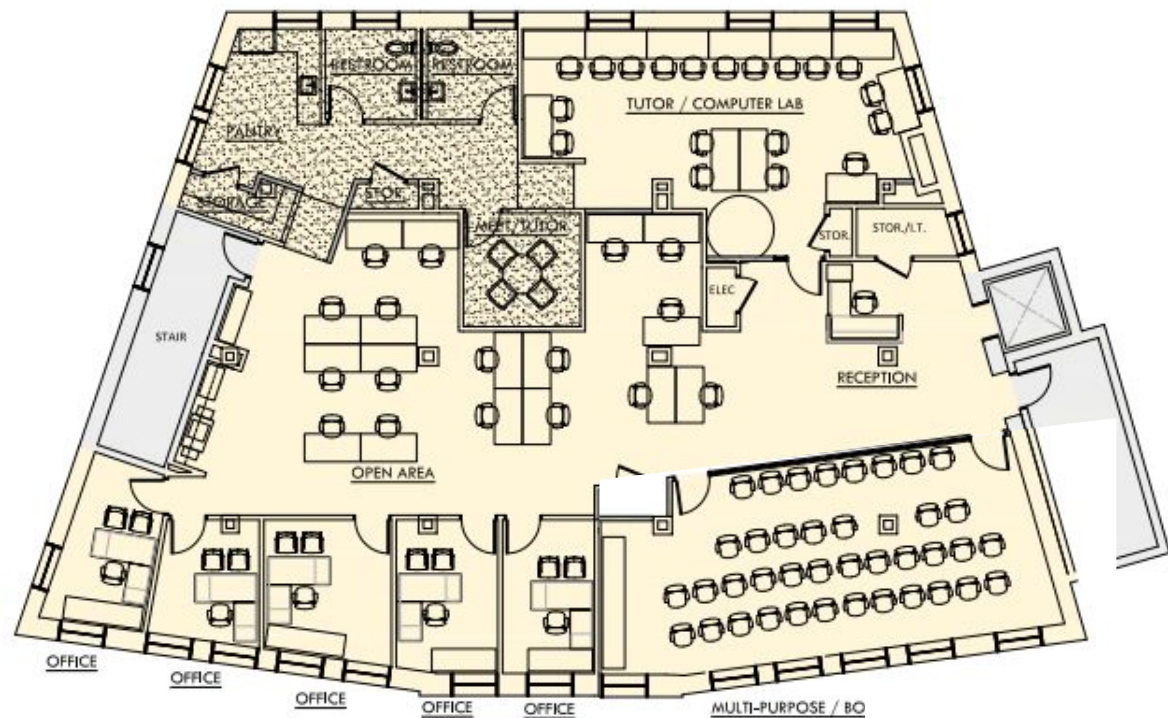 RESTROOM
RESTROOM
TUTOR / COMPUTER LAB
PANTRY
STOR.
STORAGE
MEET/TUTOR
STOR.
STOR./I.T.
ELEC
STAIR
RECEPTION
OPEN AREA
OFFICE
OFFICE
OFFICE
OFFICE
OFFICE
MULTI-PURPOSE / BO